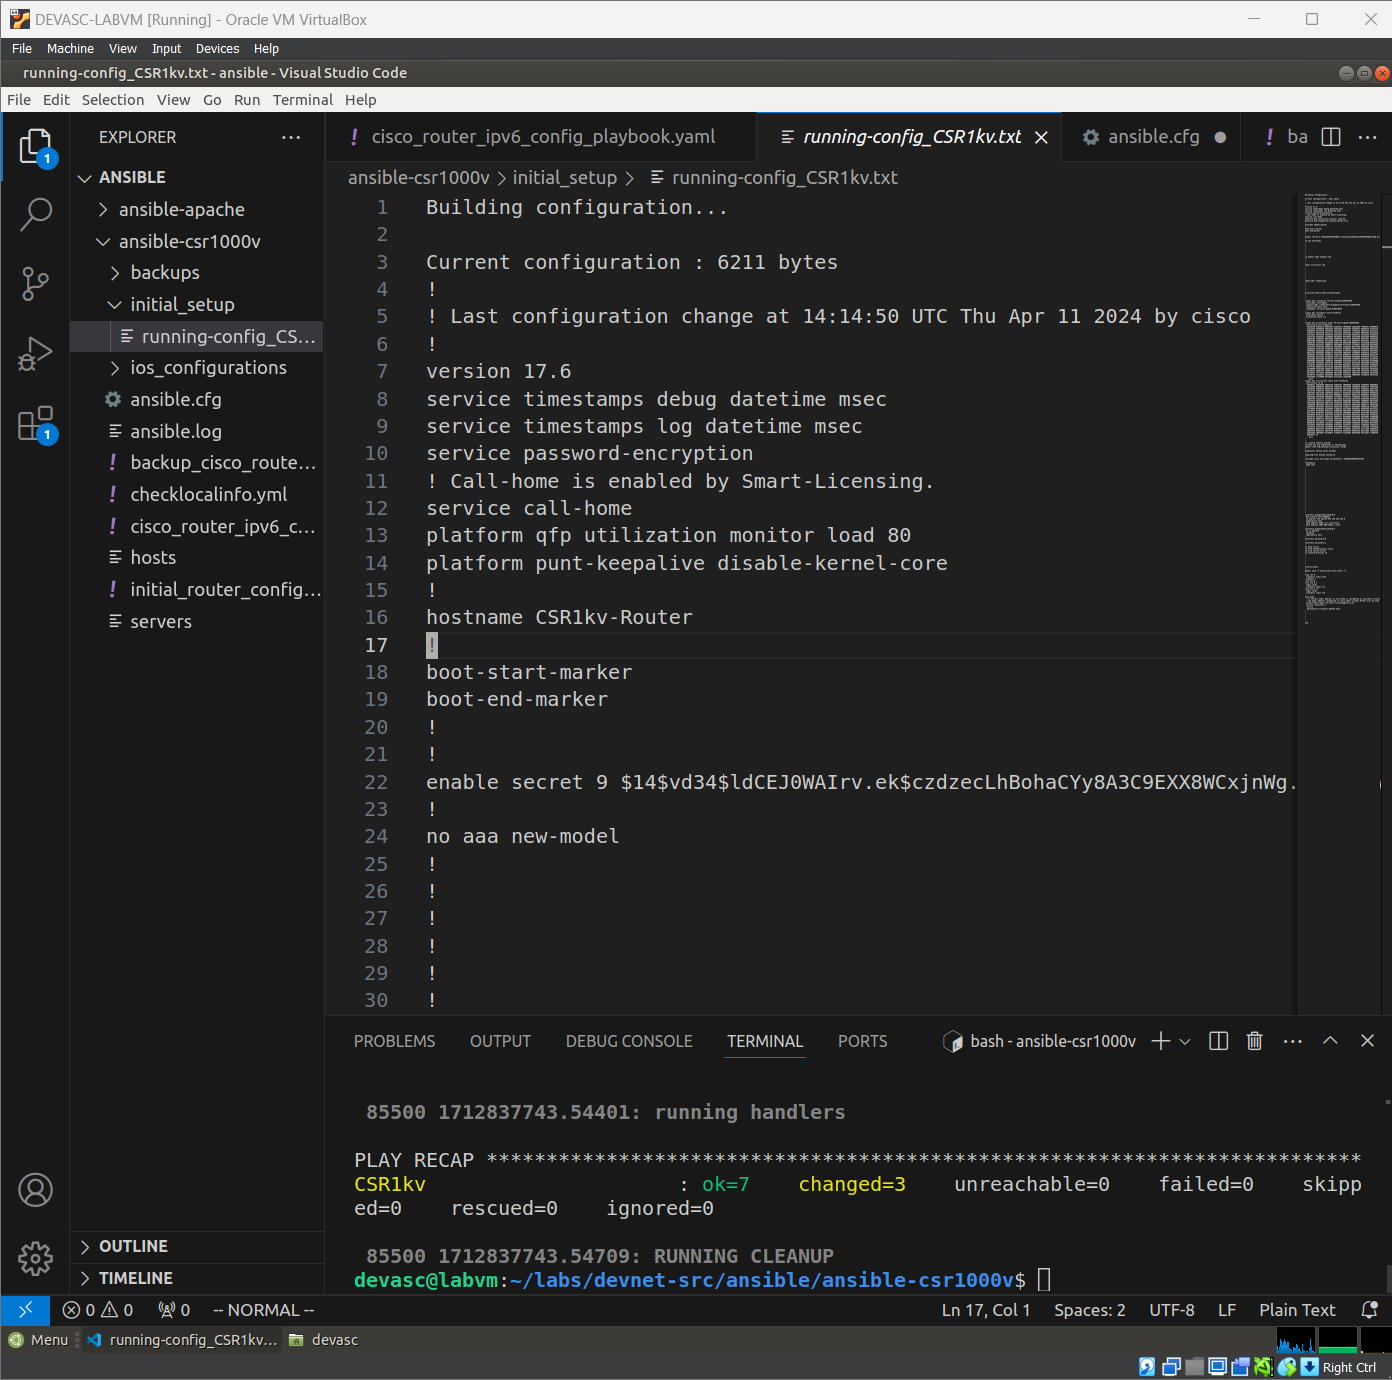 DEVASC-LABVM [Running] - Oracle VM VirtualBox
File Machine View Input Devices Help
running-config_CSR1kv.txt - ansible - Visual Studio Code
File Edit Selection View Go Run Terminal Help
EXPLORER
ANSIBLE
ansible-apache
ansible-csr1000v
backups
initial_setup
running-config_CS...
ios_configurations
ansible.cfg
ansible.log
backup_cisco_route...
checklocalinfo.yml
cisco_router_ipv6_c...
hosts
initial_router_config...
servers
OUTLINE
TIMELINE
1
1
cisco_router_ipv6_config_playbook.yaml
running-config_CSR1kv.txt
ansible.cfg
ba
ansible-csr1000v > initial_setup > running-config_CSR1kv.txt
1 Building configuration...
2
3 Current configuration : 6211 bytes
4 !
5 ! Last configuration change at 14:14:50 UTC Thu Apr 11 2024 by cisco
6 !
7 version 17.6
8 service timestamps debug datetime msec
9 service timestamps log datetime msec
10 service password-encryption
11 ! Call-home is enabled by Smart-Licensing.
12 service call-home
13 platform qfp utilization monitor load 80
14 platform punt-keepalive disable-kernel-core
15 !
16 hostname CSR1kv-Router
17 !
18 boot-start-marker
19 boot-end-marker
20 !
21 !
22 enable secret 9 $14$vd34$ldCEJ0WAIrv.ek$czdzecLhBohaCYy8A3C9EXX8WCxjnWg.
23 !
24 no aaa new-model
25 !
26 !
27 !
28 !
29 !
30 !
PROBLEMS OUTPUT DEBUG CONSOLE TERMINAL PORTS bash - ansible-csr1000v
85500 1712837743.54401: running handlers
PLAY RECAP *************************************************************************
CSR1kv : ok=7 changed=3 unreachable=0 failed=0 skipp
ed=0 rescued=0 ignored=0
85500 1712837743.54709: RUNNING CLEANUP
devasc@labvm:~/labs/devnet-src/ansible/ansible-csr1000v$
0 0 0 -- NORMAL -- Ln 17, Col 1 Spaces: 2 UTF-8 LF Plain Text
Menu running-config_CSR1kv... devasc
Right Ctrl